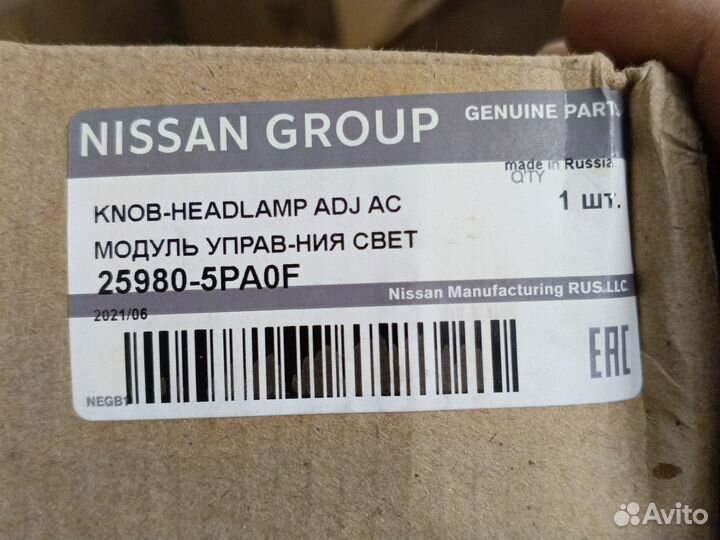 NISSAN GROUP
GENUINE PARTS
made in Russia
QTY
KNOB-HEADLAMP ADJ AC
1 шт.
МОДУЛЬ УПРАВ-НИЯ СВЕТ
25980-5PA0F
Nissan Manufacturing RUS.LLC.
2021/06
NEGB1
EAC
Avito